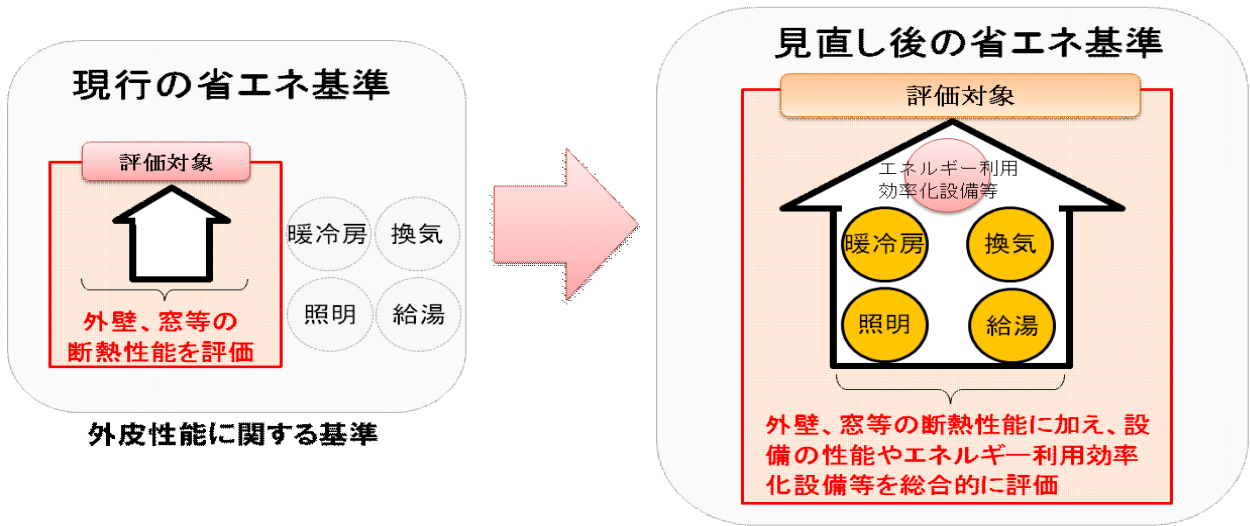 現行の省エネ基準
評価対象
暖冷房
換気
照明
給湯
外壁、窓等の
断熱性能を評価
外皮性能に関する基準
見直し後の省エネ基準
評価対象
エネルギー利用
効率化設備等
暖冷房
換気
照明
給湯
外壁、窓等の断熱性能に加え、設
備の性能やエネルギー利用効率
化設備等を総合的に評価